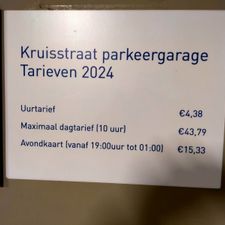 Kruisstraat parkeergarage
Tarieven 2024
Uurtarief €4,38
Maximaal dagtarief (10 uur) €43,79
Avondkaart (vanaf 19:00uur tot 01:00) €15,33